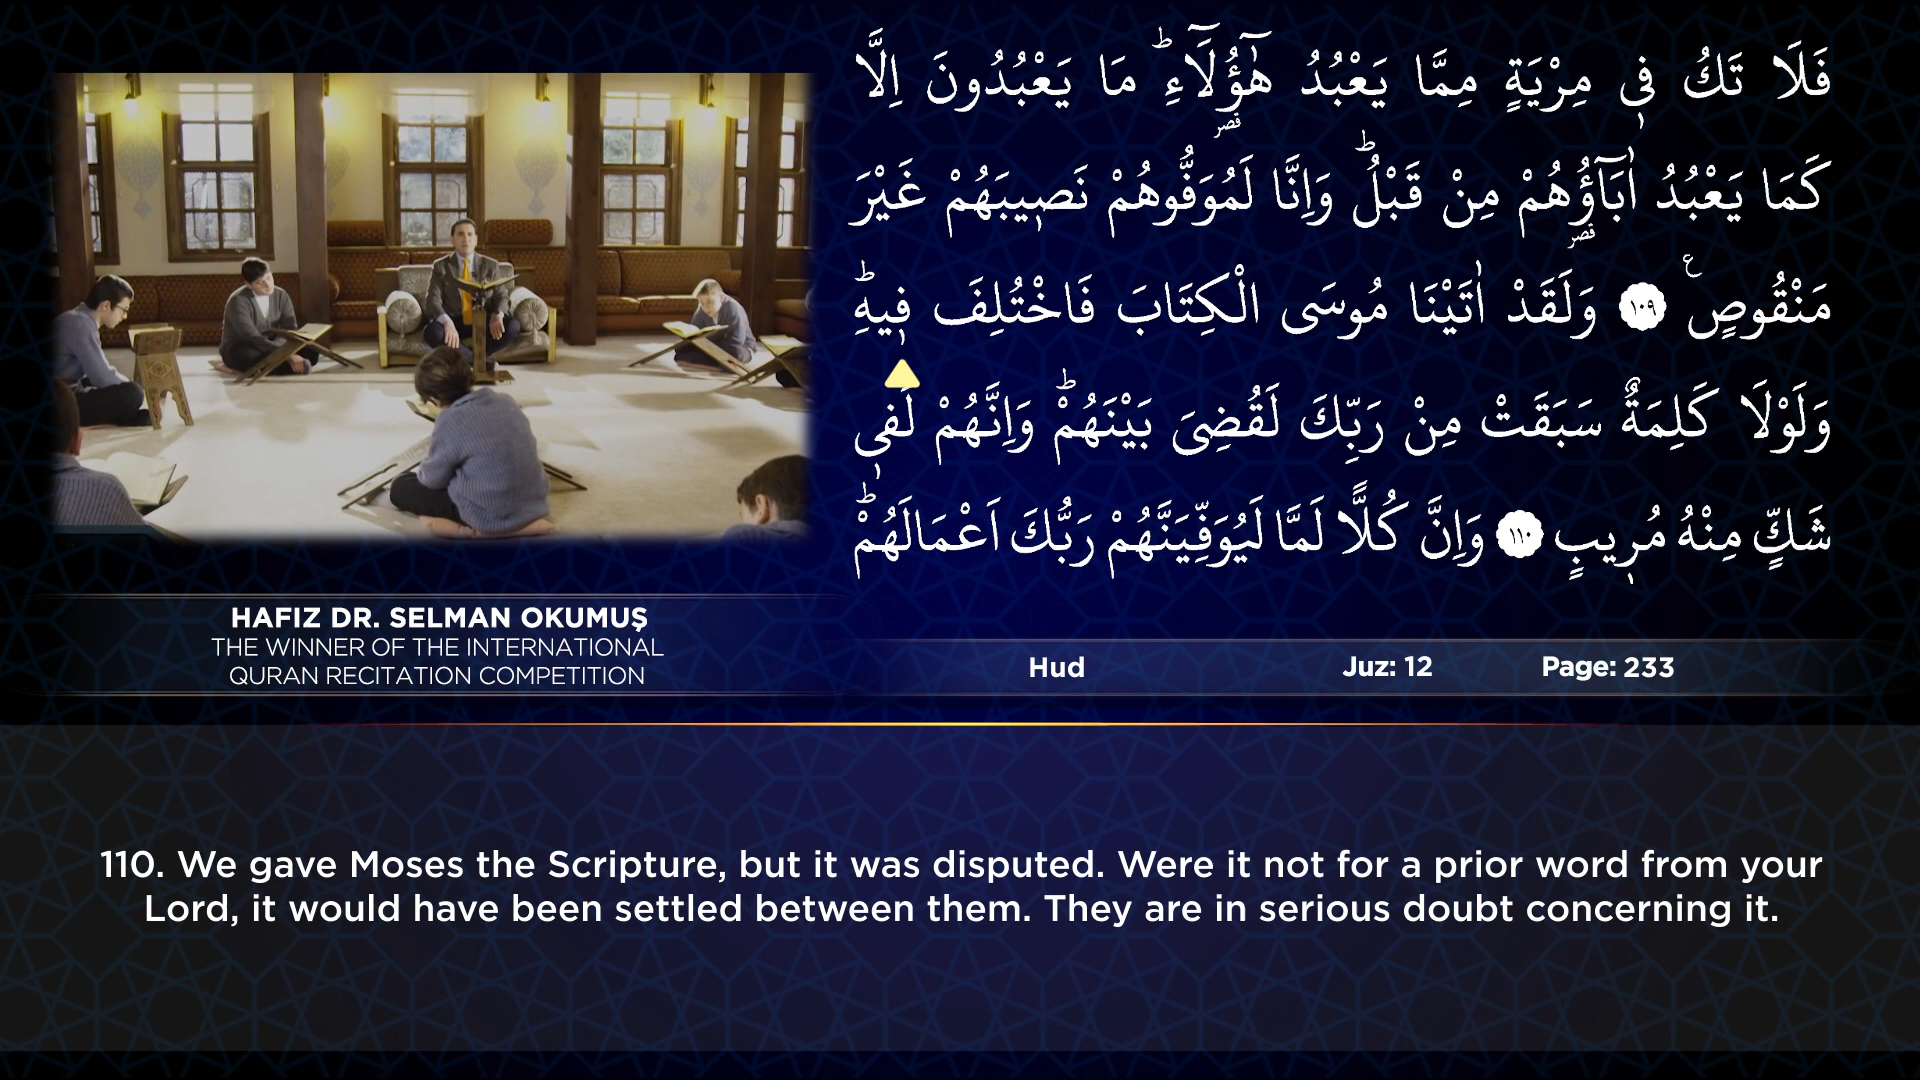 فَلَا تَكُ ف۪ي مِرْيَةٍ مِمَّا يَعْبُدُ هٰٓؤُ۬لَٓاءِۜ مَا يَعْبُدُونَ اِلَّا
كَمَا يَعْبُدُ اٰبَٓاؤُ۬هُمْ مِنْ قَبْلُۜ وَاِنَّا لَمُوَفُّوهُمْ نَص۪يبَهُمْ غَيْرَ
مَنْقُوصٍ۟ ﴿١٠٩﴾ وَلَقَدْ اٰتَيْنَا مُوسَى الْكِتَابَ فَاخْتُلِفَ ف۪يهِۜ
وَلَوْلَا كَلِمَةٌ سَبَقَتْ مِنْ رَبِّكَ لَقُضِيَ بَيْنَهُمْۜ وَاِنَّهُمْ لَف۪ي
شَكٍّ مِنْهُ مُر۪يبٍ ﴿١١٠﴾ وَاِنَّ كُلًّا لَمَّا لَيُوَفِّيَنَّهُمْ رَبُّكَ اَعْمَالَهُمْۜ
HAFIZ DR. SELMAN OKUMUŞ
THE WINNER OF THE INTERNATIONAL
QURAN RECITATION COMPETITION
Hud Juz: 12 Page: 233
110. We gave Moses the Scripture, but it was disputed. Were it not for a prior word from your
Lord, it would have been settled between them. They are in serious doubt concerning it.